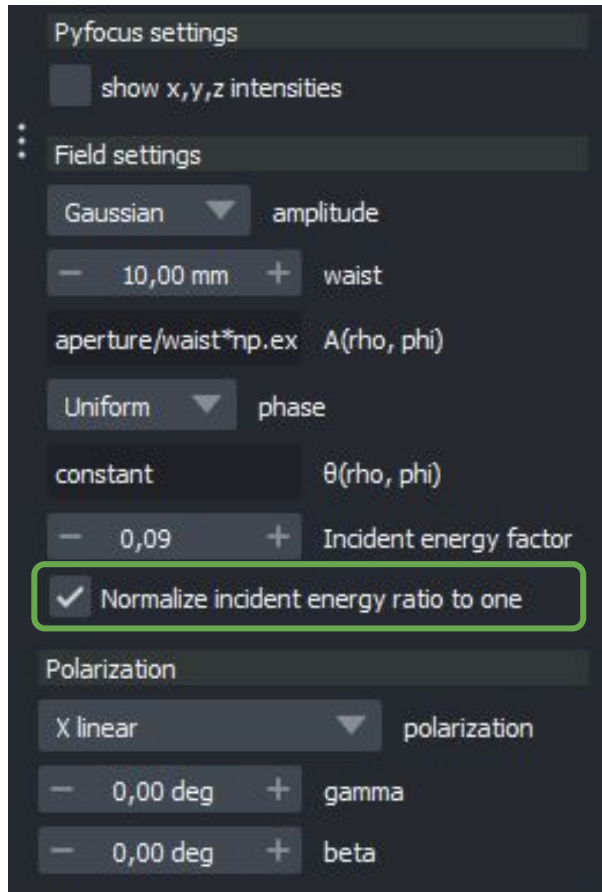 Pyfocus settings
show x,y,z intensities
Field settings
Gaussian amplitude
− 10,00 mm + waist
aperture/waist*np.ex A(rho, phi)
Uniform phase
constant θ(rho, phi)
− 0,09 + Incident energy factor
Normalize incident energy ratio to one
Polarization
X linear polarization
− 0,00 deg + gamma
− 0,00 deg + beta